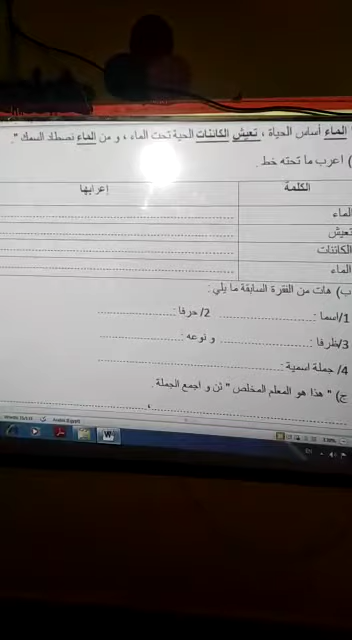 الماء أساس الحياة ، تعيش الكائنات الحية تحت الماء ، و من الماء نصطاد السمك ".
) اعرب ما تحته خط .
الكلمة إعرابها
الماء
تعيش
الكائنات
الماء
ب) هات من الفقرة السابقة ما يلي :
1/اسما : 2/ حرفا :
3/ظرفا : و نوعه :
4/ جملة اسمية :
ج) " هذا هو المعلم المخلص " ثن و اجمع الجملة .
،